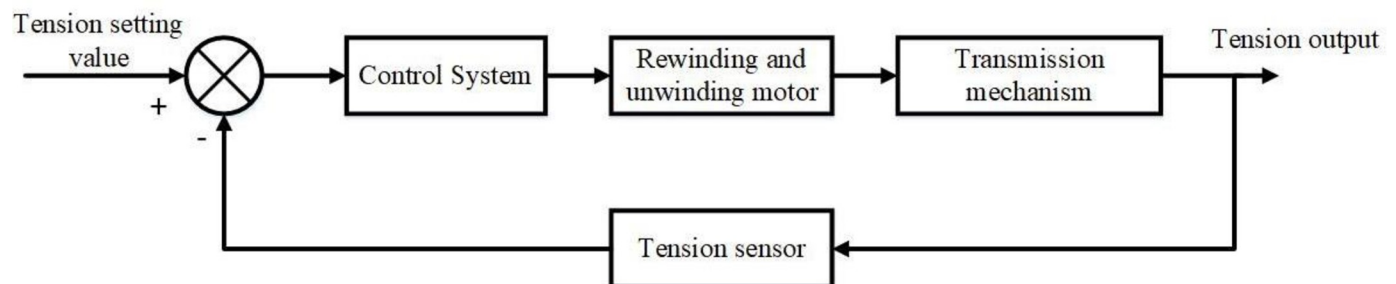 Tension setting
value
+
-
Control System
Rewinding and
unwinding motor
Transmission
mechanism
Tension output
Tension sensor